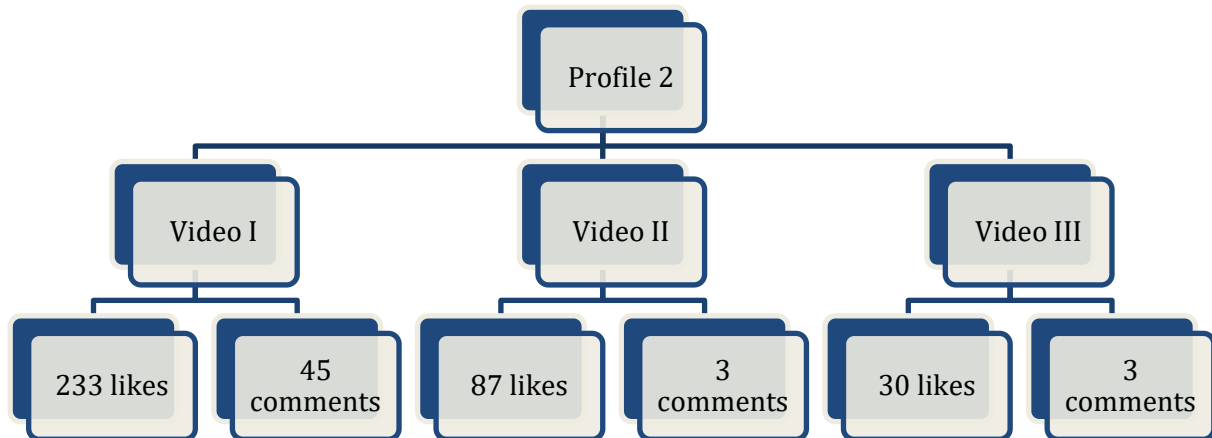 Profile 2
Video I
Video II
Video III
233 likes
45
comments
87 likes
3
comments
30 likes
3
comments